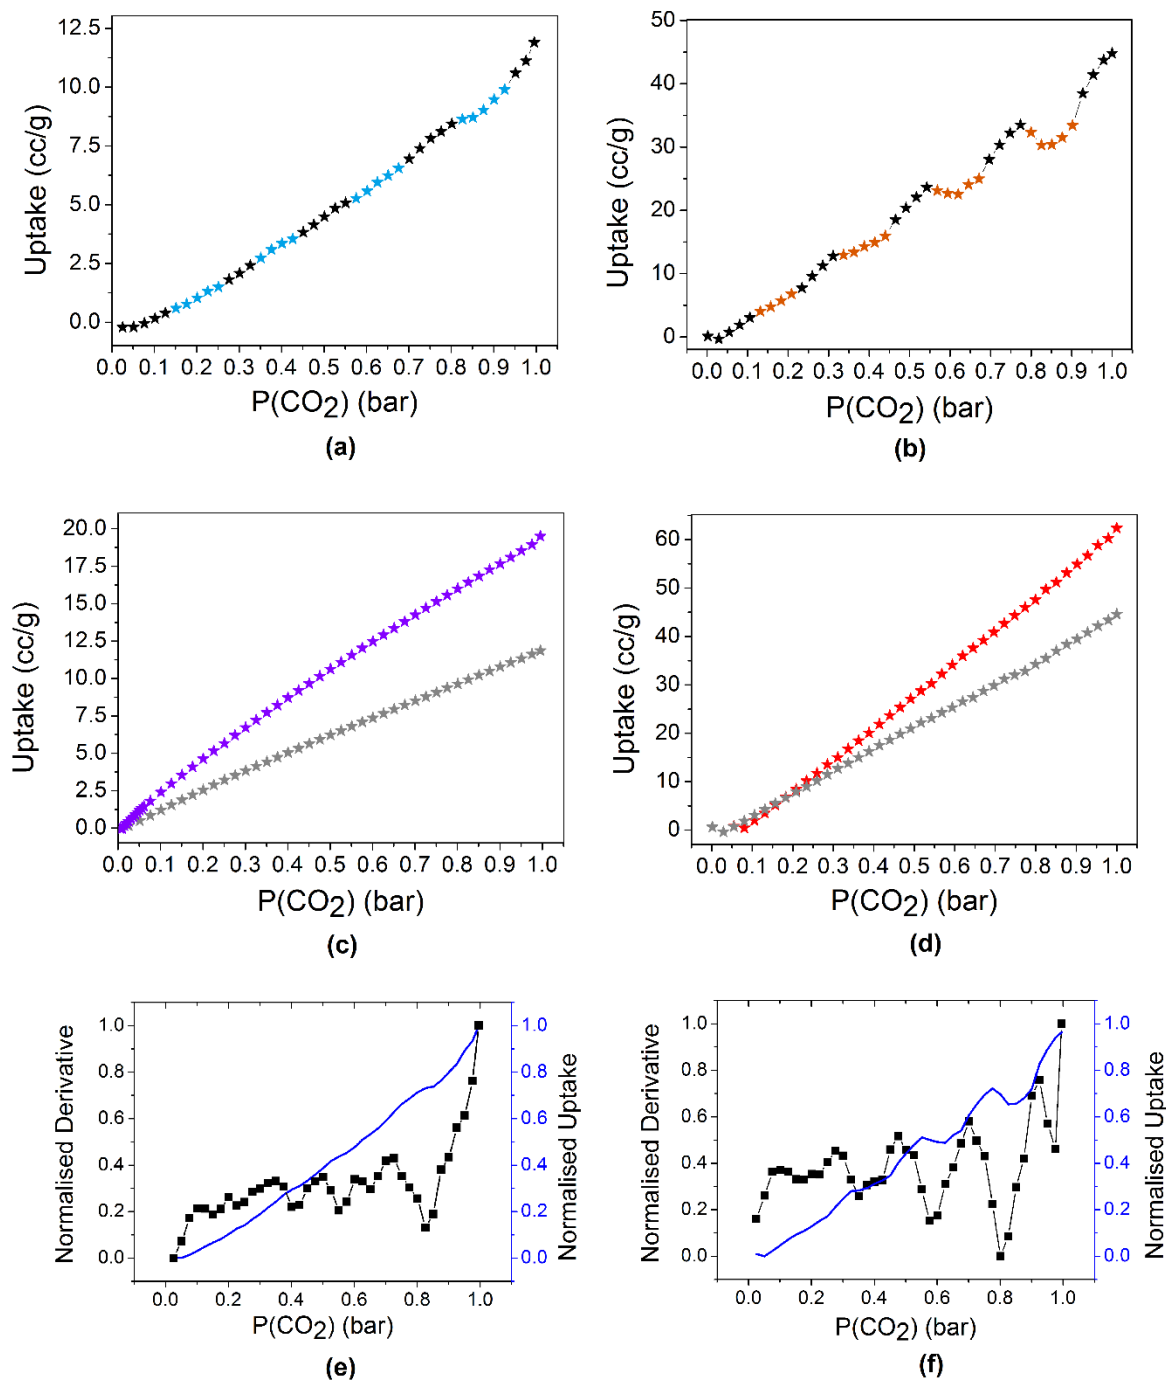 12.5
10.0
7.5
5.0
2.5
0.0
Uptake (cc/g)
0.0 0.1 0.2 0.3 0.4 0.5 0.6 0.7 0.8 0.9 1.0
P(CO2) (bar)
(a)
50
40
30
20
10
0
Uptake (cc/g)
0.0 0.1 0.2 0.3 0.4 0.5 0.6 0.7 0.8 0.9 1.0
P(CO2) (bar)
(b)
20.0
17.5
15.0
12.5
10.0
7.5
5.0
2.5
0.0
Uptake (cc/g)
0.0 0.1 0.2 0.3 0.4 0.5 0.6 0.7 0.8 0.9 1.0
P(CO2) (bar)
(c)
60
50
40
30
20
10
0
Uptake (cc/g)
0.0 0.1 0.2 0.3 0.4 0.5 0.6 0.7 0.8 0.9 1.0
P(CO2) (bar)
(d)
1.0
0.8
0.6
0.4
0.2
0.0
Normalised Derivative
1.0
0.8
0.6
0.4
0.2
0.0
Normalised Uptake
0.0 0.2 0.4 0.6 0.8 1.0
P(CO2) (bar)
(e)
1.0
0.8
0.6
0.4
0.2
0.0
Normalised Derivative
1.0
0.8
0.6
0.4
0.2
0.0
Normalised Uptake
0.0 0.2 0.4 0.6 0.8 1.0
P(CO2) (bar)
(f)